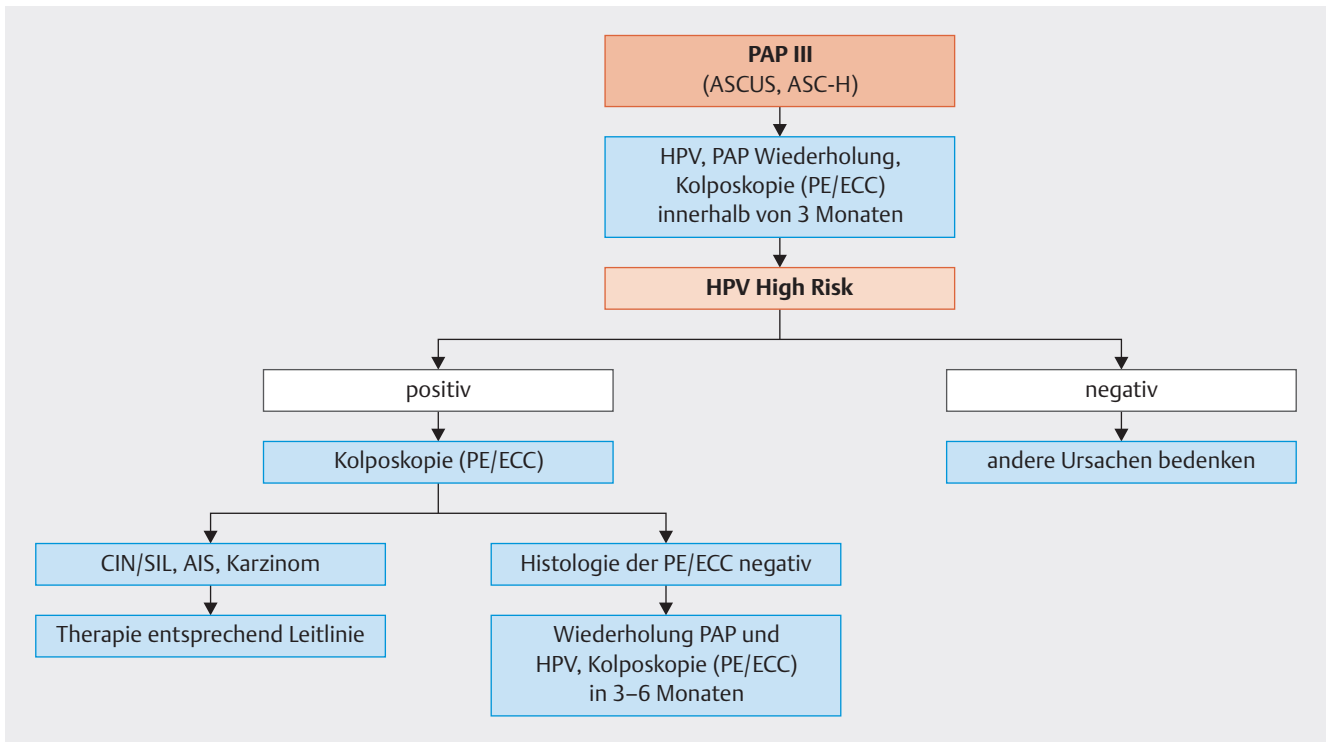 PAP III
(ASCUS, ASC-H)
HPV, PAP Wiederholung,
Kolposkopie (PE/ECC)
innerhalb von 3 Monaten
HPV High Risk
positiv
negativ
Kolposkopie (PE/ECC)
andere Ursachen bedenken
CIN/SIL, AIS, Karzinom
Histologie der PE/ECC negativ
Therapie entsprechend Leitlinie
Wiederholung PAP und
HPV, Kolposkopie (PE/ECC)
in 3–6 Monaten